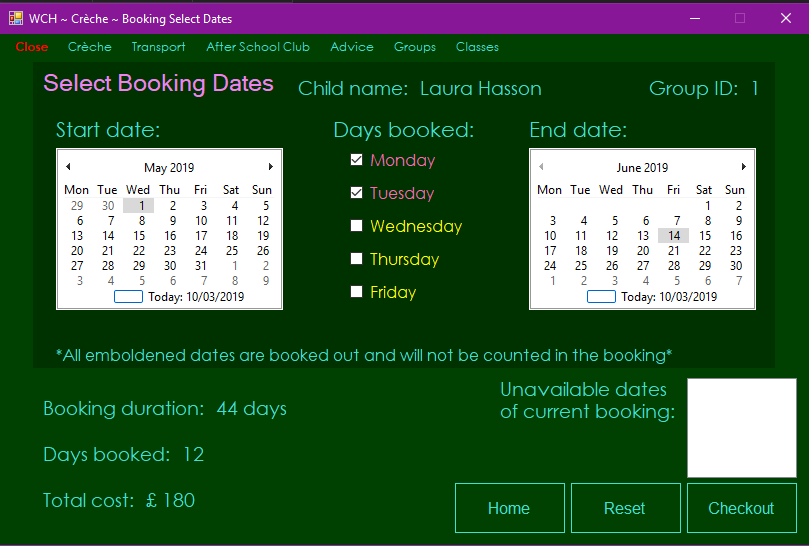 WCH ~ Crèche ~ Booking Select Dates
Close Crèche Transport After School Club Advice Groups Classes
Select Booking Dates Child name: Laura Hasson Group ID: 1
Start date: Days booked: End date:
May 2019
Mon Tue Wed Thu Fri Sat Sun
29 30 1 2 3 4 5
6 7 8 9 10 11 12
13 14 15 16 17 18 19
20 21 22 23 24 25 26
27 28 29 30 31 1 2
3 4 5 6 7 8 9
Today: 10/03/2019
Monday
Tuesday
Wednesday
Thursday
Friday
June 2019
Mon Tue Wed Thu Fri Sat Sun
1 2
3 4 5 6 7 8 9
10 11 12 13 14 15 16
17 18 19 20 21 22 23
24 25 26 27 28 29 30
1 2 3 4 5 6 7
Today: 10/03/2019
*All emboldened dates are booked out and will not be counted in the booking*
Booking duration: 44 days
Days booked: 12
Total cost: £ 180
Unavailable dates
of current booking:
Home Reset Checkout